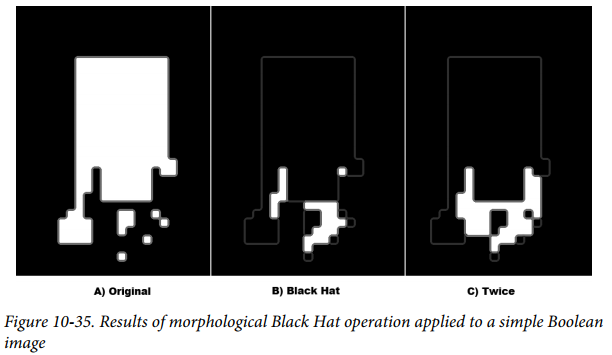 A) Original
B) Black Hat
C) Twice
Figure 10-35. Results of morphological Black Hat operation applied to a simple Boolean
image